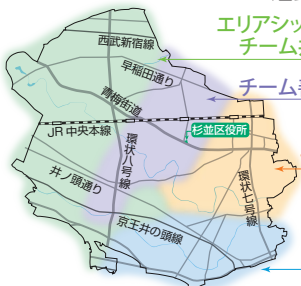 エリアシッ
チーム
西武新宿線
早稲田通り
チーム
青梅街道
JR中央本線
杉並区役所
環状八号線
井ノ頭通り
環状七号線
京王井の頭線